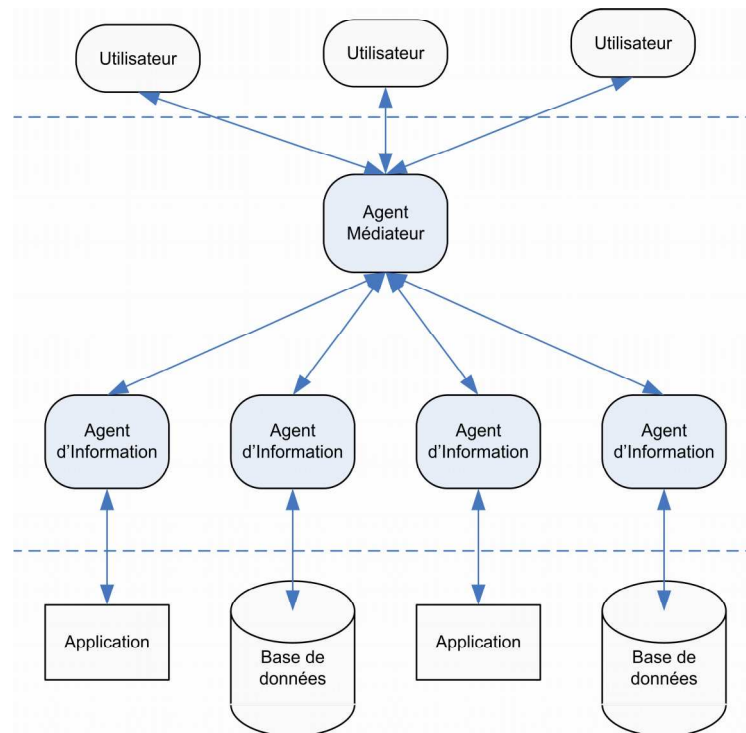 Utilisateur
Utilisateur
Utilisateur
Agent
Médiateur
Agent
d'Information
Agent
d'Information
Agent
d'Information
Agent
d'Information
Application
Base de
données
Application
Base de
données